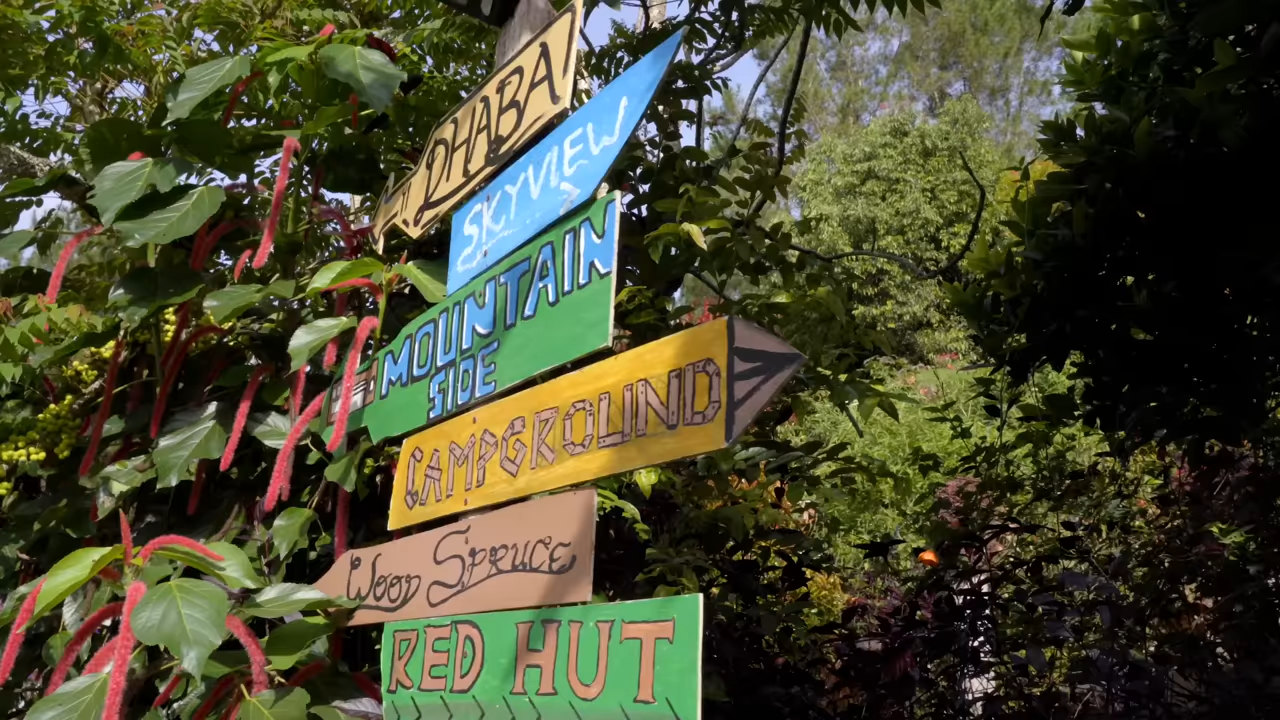 DHABA
SKYVIEW
MOUNTAIN
SIDE
CAMPGROUND
Wood Spruce
RED HUT